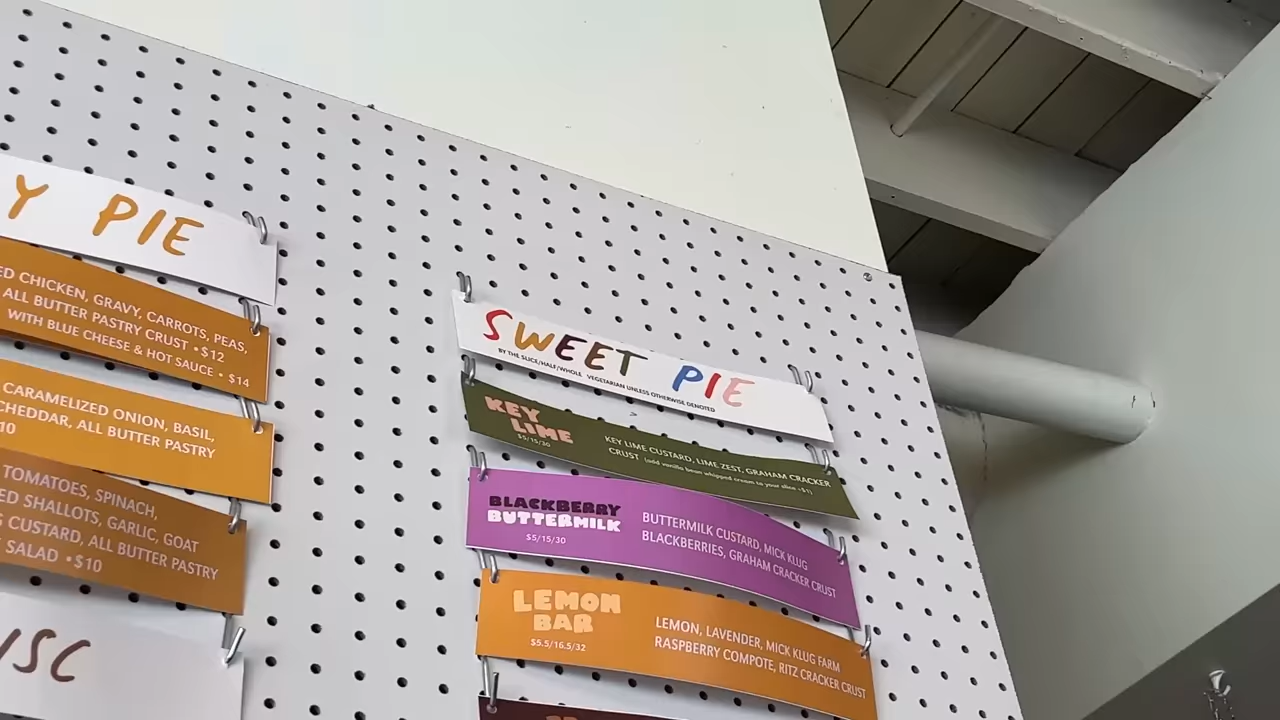 Y PIE
ED CHICKEN, GRAVY, CARROTS, PEAS,
ALL BUTTER PASTRY CRUST • $12
WITH BLUE CHEESE & HOT SAUCE • $14
CARAMELIZED ONION, BASIL,
CHEDDAR, ALL BUTTER PASTRY
10
TOMATOES, SPINACH,
ED SHALLOTS, GARLIC, GOAT
CUSTARD, ALL BUTTER PASTRY
SALAD • $10
ISC
SWEET PIE
BY THE SLICE/HALF/WHOLE VEGETARIAN UNLESS OTHERWISE DENOTED
KEY
LIME
$5/15/30
KEY LIME CUSTARD, LIME ZEST, GRAHAM CRACKER
CRUST (add vanilla bean whipped cream to your slice +$1)
BLACKBERRY
BUTTERMILK
$5/15/30
BUTTERMILK CUSTARD, MICK KLUG
BLACKBERRIES, GRAHAM CRACKER CRUST
LEMON
BAR
$5.5/16.5/32
LEMON, LAVENDER, MICK KLUG FARM
RASPBERRY COMPOTE, RITZ CRACKER CRUST